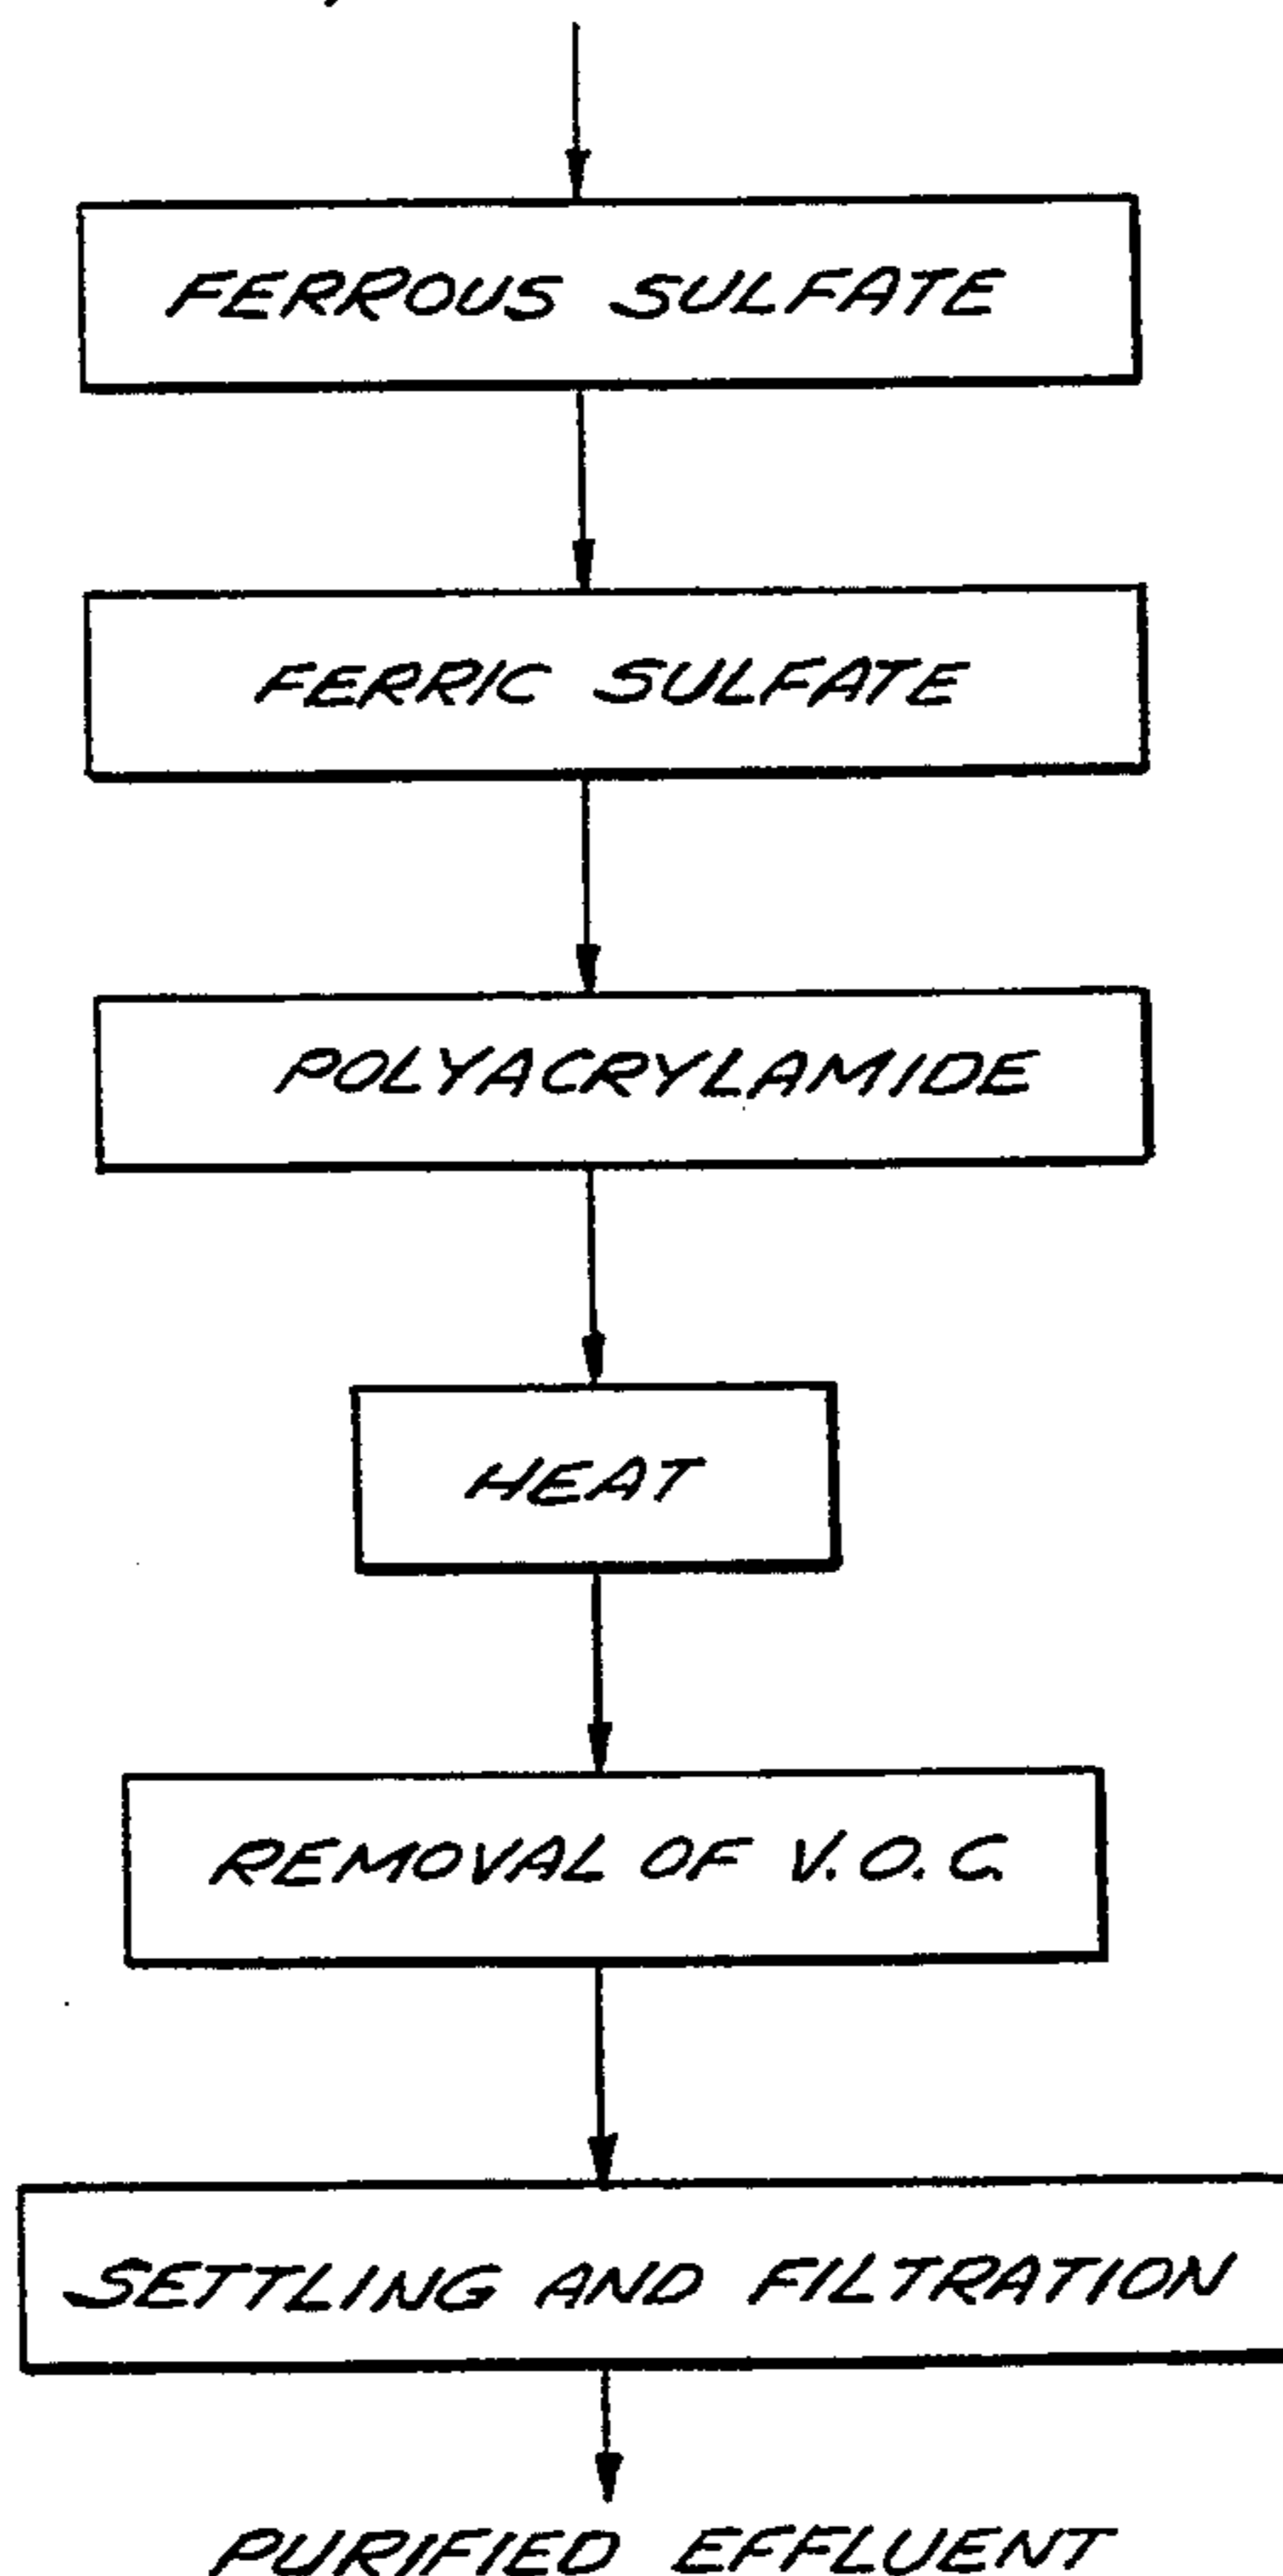 FERROUS SULFATE
FERRIC SULFATE
POLYACRYLAMIDE
HEAT
REMOVAL OF V.O.C.
SETTLING AND FILTRATION
PURIFIED EFFLUENT